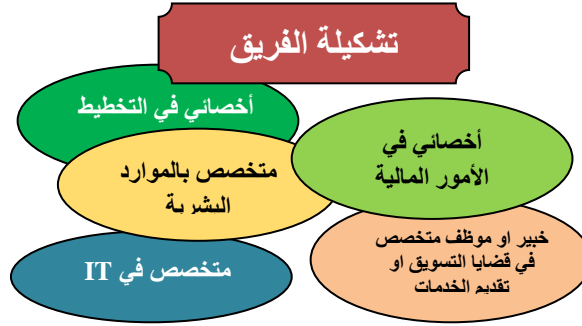 تشكيلة الفريق
أخصائي في التخطيط
أخصائي في
الأمور المالية
متخصص بالموارد
البشرية
خبير او موظف متخصص
في قضايا التسويق او
تقديم الخدمات
متخصص في IT